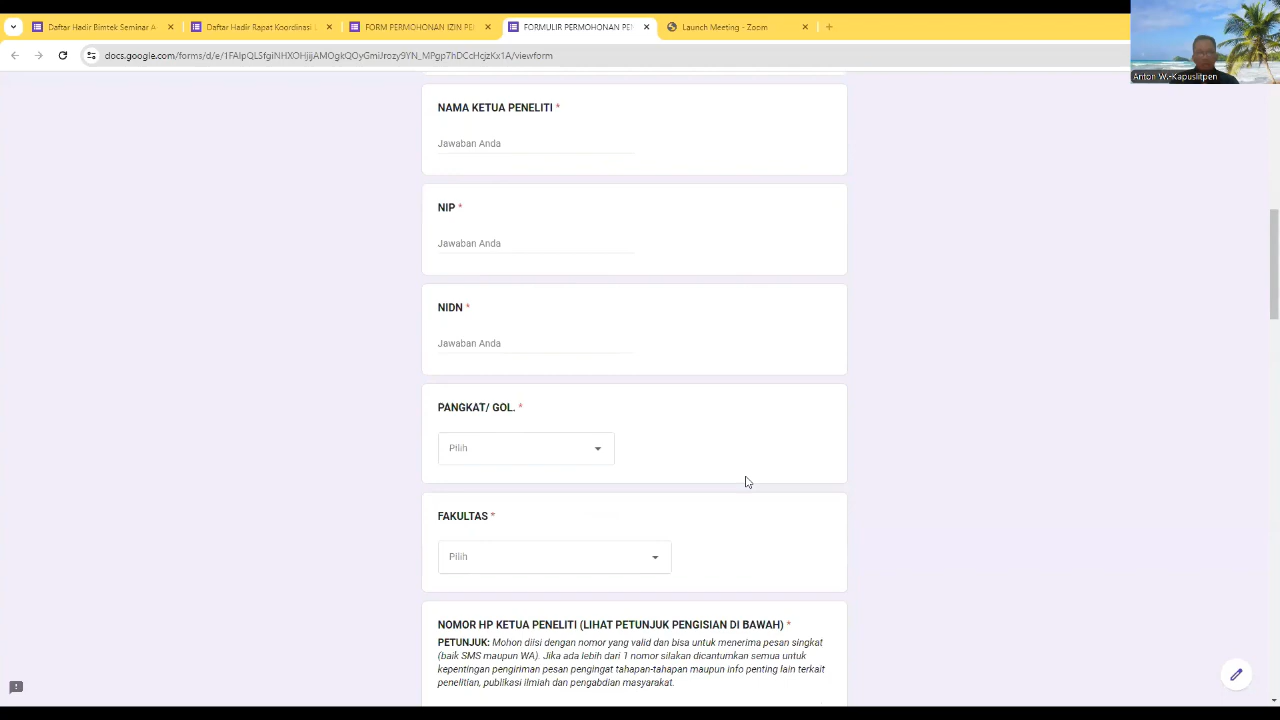 Daftar Hadir Bimtek Seminar A
Daftar Hadir Rapat Koordinasi L
FORM PERMOHONAN IZIN PE
FORMULIR PERMOHONAN PE
Launch Meeting - Zoom
Anton W.-Kapuslitpen
NAMA KETUA PENELITI *
Jawaban Anda
NIP *
Jawaban Anda
NIDN *
Jawaban Anda
PANGKAT/ GOL. *
Pilih
FAKULTAS *
Pilih
NOMOR HP KETUA PENELITI (LIHAT PETUNJUK PENGISIAN DI BAWAH) *
PETUNJUK: Mohon diisi dengan nomor yang valid dan bisa untuk menerima pesan singkat
(baik SMS maupun WA). Jika ada lebih dari 1 nomor silakan dicantumkan semua untuk
kepentingan pengiriman pesan pengingat tahapan-tahapan maupun info penting lain terkait
penelitian, publikasi ilmiah dan pengabdian masyarakat.